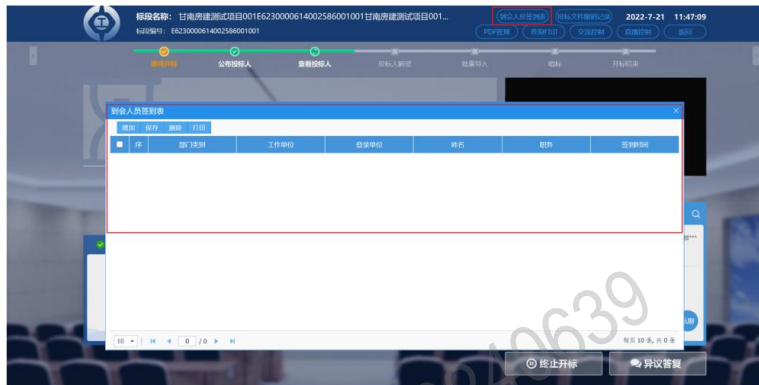 标段名称： 甘南房建测试项目001E6230000614002586001001甘南房建测试项目001...
到会人员签到表
投标文件撤销记录
2022-7-21 11:47:09
标段编号： E6230000614002586001001
PDF签章
查阅打印
交流控制
直播控制
返回
公布投标人
查看投标人
投标人解密
批量导入
唱标
开标结束
到会人员签到表
增加 保存 删除 打印
序 部门类别 工作单位 登录单位 姓名 职务 签到时间
10 0 / 0 每页 10 条, 共 0 条
终止开标
异议答复